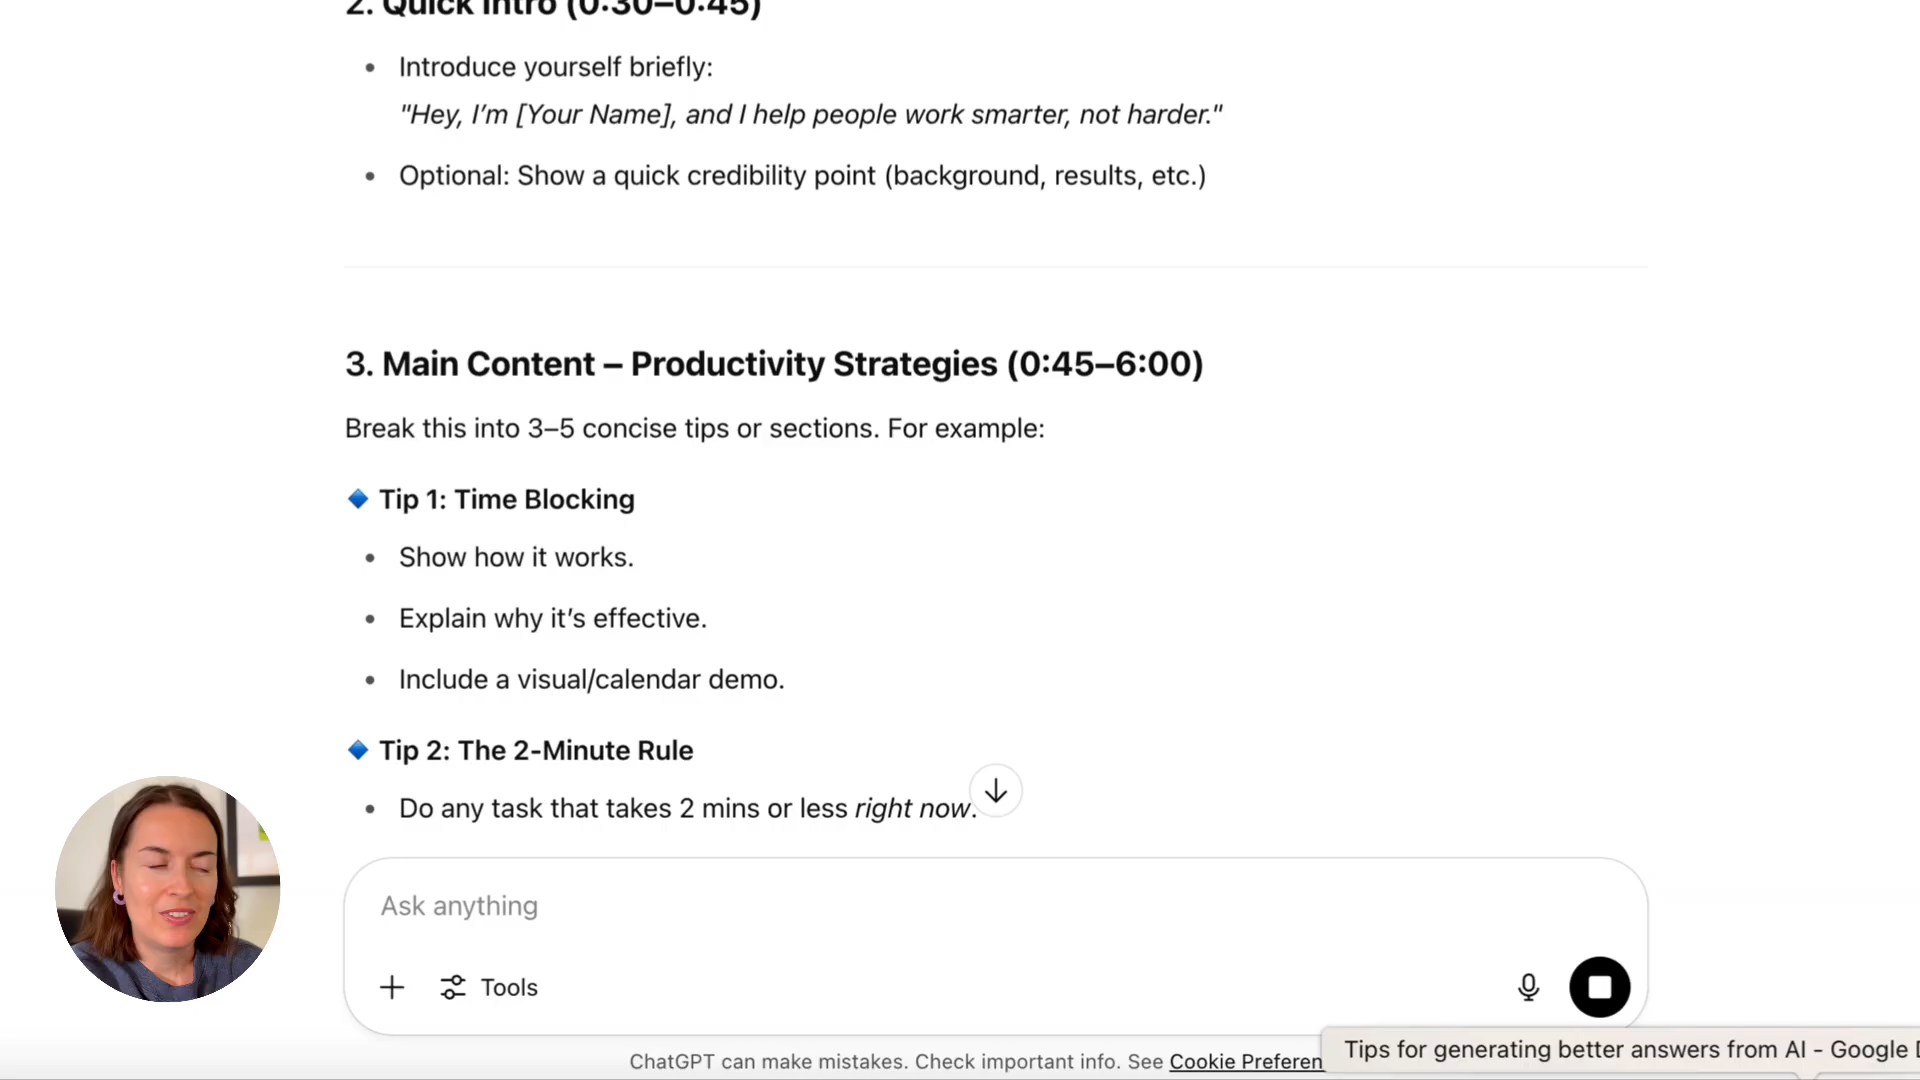 2. Quick Intro (0:30–0:45)
Introduce yourself briefly:
"Hey, I’m [Your Name], and I help people work smarter, not harder."
Optional: Show a quick credibility point (background, results, etc.)
3. Main Content – Productivity Strategies (0:45–6:00)
Break this into 3–5 concise tips or sections. For example:
Tip 1: Time Blocking
Show how it works.
Explain why it’s effective.
Include a visual/calendar demo.
Tip 2: The 2-Minute Rule
Do any task that takes 2 mins or less right now.
Ask anything
Tools
ChatGPT can make mistakes. Check important info. See Cookie Preferen
Tips for generating better answers from AI - Google